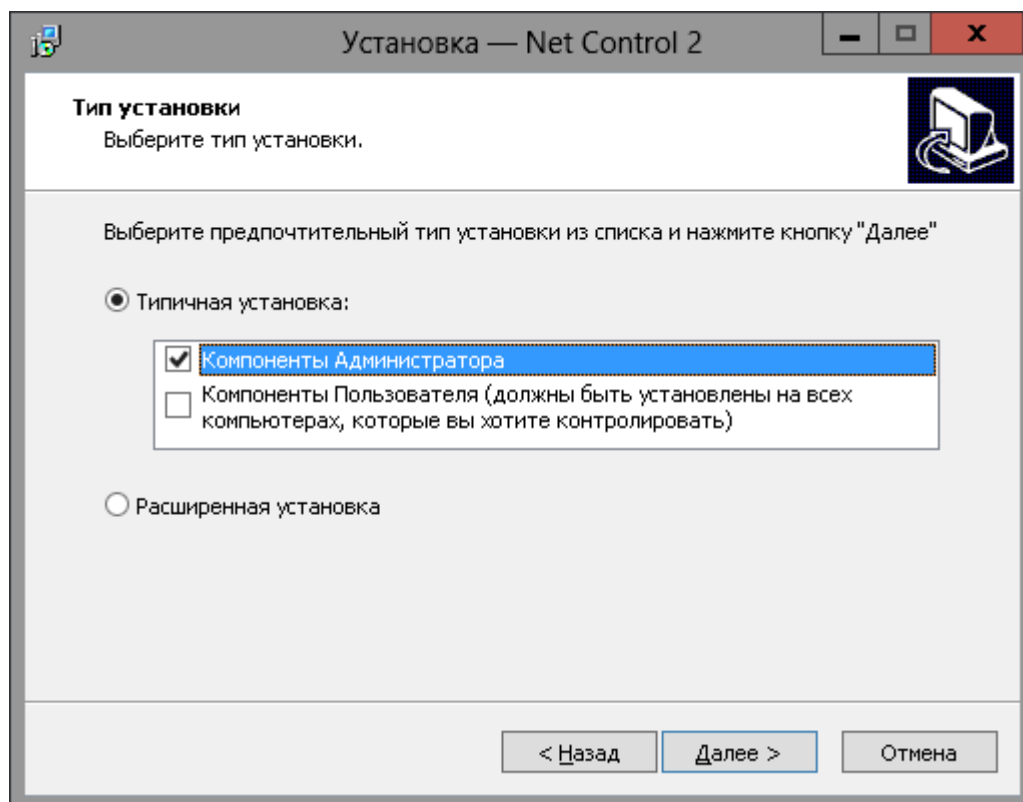 Установка — Net Control 2
Тип установки
Выберите тип установки.
Выберите предпочтительный тип установки из списка и нажмите кнопку "Далее"
Типичная установка:
Компоненты Администратора
Компоненты Пользователя (должны быть установлены на всех
компьютерах, которые вы хотите контролировать)
Расширенная установка
< Назад
Далее >
Отмена